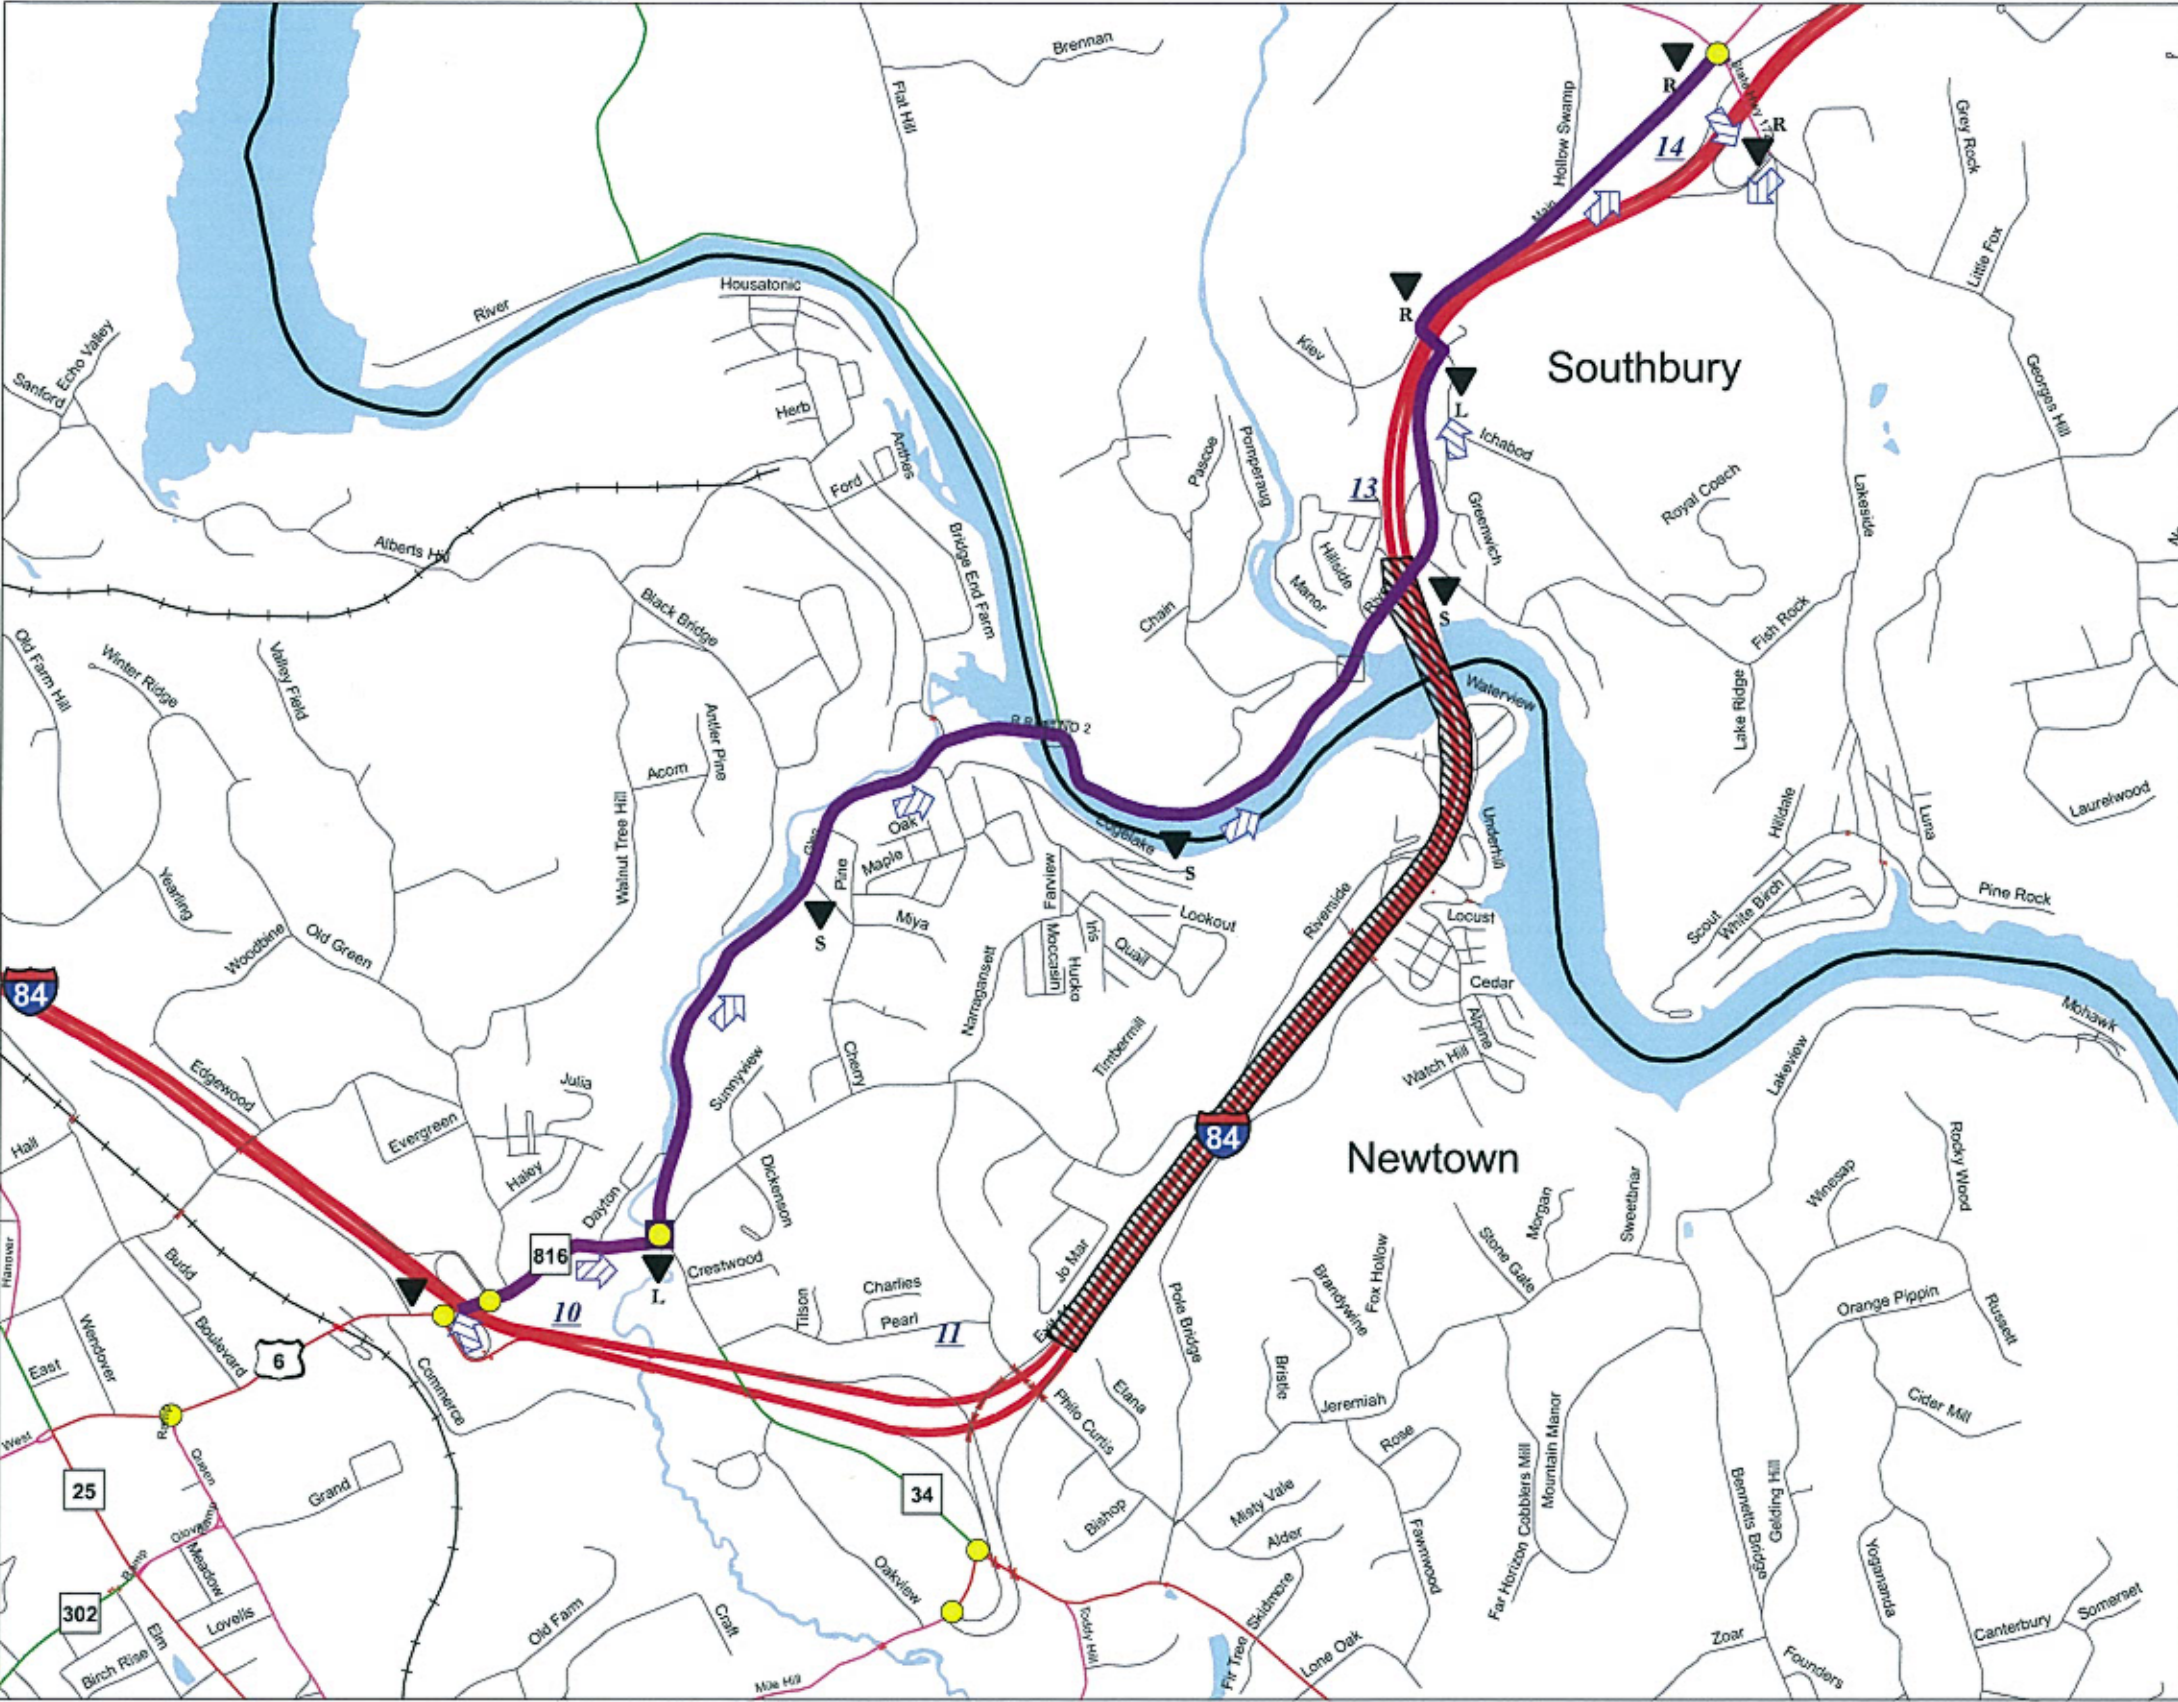 Brennan
Flat Hill
Hollow Swamp
Main
R
14
R
Grey Rock
Little Fox
Georges Hill
River
Housatonic
Sanford
Echo Valley
Herb
Anthes
Ford
Kiev
R
Southbury
L
Ichabod
Pascoe
Pomperaug
13
Royal Coach
Greenwich
Lakeside
Alberts Hill
Bridge End Farm
Hillside
Manor
Chain
S
Fish Rock
Black Bridge
Old Farm Hill
Winter Ridge
Valley Field
Antler Pine
Acorn
Walnut Tree Hill
Waterview
Lake Ridge
Laurelwood
Oak
Maple
Pine
Edgelake
S
Underhill
Hilldale
Luna
Yearling
Miya
S
Farview
Iris
Lookout
Quail
Moccasin
Hucko
Riverside
Locust
Scout
White Birch
Pine Rock
Woodbine
Old Green
Narragansett
Cedar
Alpine
Watch Hill
Mohawk
84
Edgewood
Julia
Sunnyview
Cherry
Timbermill
Lakeview
84
Newtown
Hall
Evergreen
Haley
Dayton
Dickenson
Rocky Wood
Winesap
Sweetbriar
Morgan
Stone Gate
Hanover
Budd
816
L
Crestwood
Jo Mar
Fox Hollow
Brandywine
Orange Pippin
Russett
10
Tilson
Charlies
Pearl
11
Pole Bridge
Wendover
Boulevard
6
East
Commerce
Elana
Philo Curtis
Bristle
Jeremiah
Rose
Cider Mill
West
Queen
25
Grand
34
Bishop
Misty Vale
Alder
Mountain Manor
Far Horizon Cobblers Mill
Bennetts Bridge
Gelding Hill
Glover
Meadow
302
Elm
Lovells
Birch Rise
Old Farm
Craft
Oakview
Mile Hill
Toddy Hill
Fir Tree
Skidmore
Lone Oak
Fawnwood
Zoar
Founders
Yogananda
Canterbury
Somerset